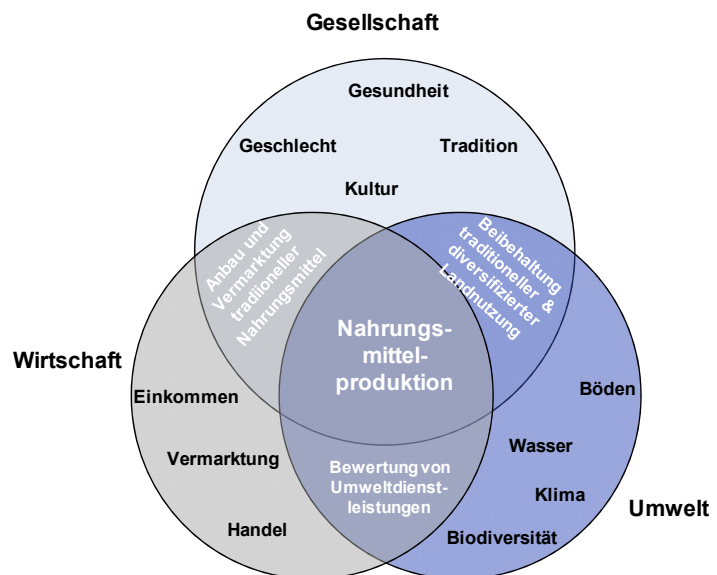 Gesellschaft
Gesundheit
Geschlecht
Tradition
Kultur
Anbau und
Vermarktung
tradiioneller
Nahrungsmittel
Beibehaltung
traditioneller &
diversifizierter
Landnutzung
Nahrungs-
mittel-
produktion
Wirtschaft
Einkommen
Vermarktung
Handel
Bewertung von
Umweltdienst-
leistungen
Böden
Wasser
Klima
Biodiversität
Umwelt